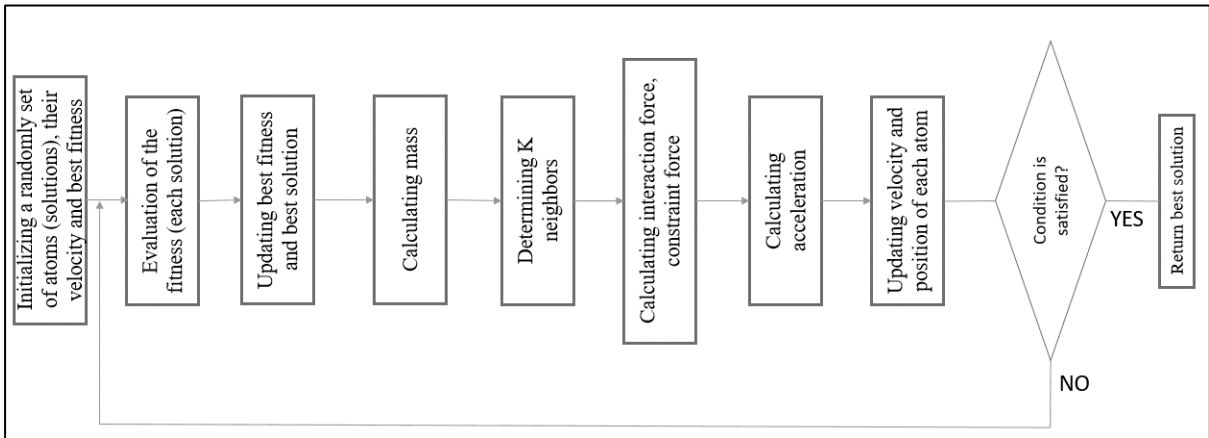 Initializing a randomly set
of atoms (solutions), their
velocity and best fitness
Evaluation of the
fitness (each solution)
Updating best fitness
and best solution
Calculating mass
Determining K
neighbors
Calculating interaction force,
constraint force
Calculating
acceleration
Updating velocity and
position of each atom
Condition is
satisfied?
YES
NO
Return best solution